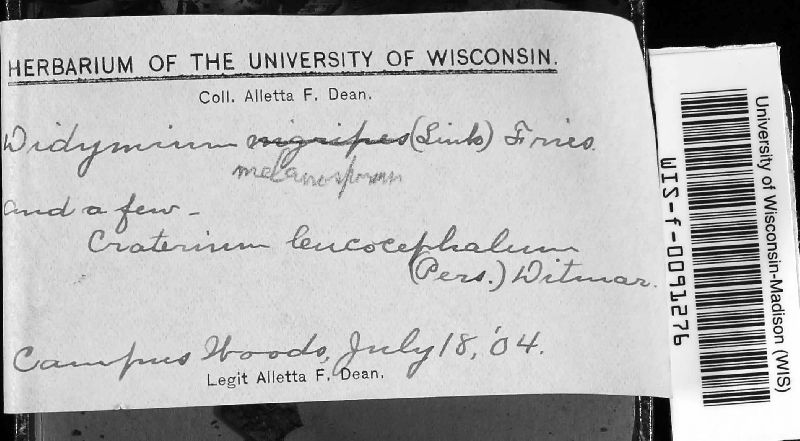 HERBARIUM OF THE UNIVERSITY OF WISCONSIN.
Coll. Alletta F. Dean.
Didymium nigripes (Link) Fries.
melanospermum
and a few -
Craterium leucocephalum
(Pers.) Ditmar.
Campus Woods, July 18, '04.
Legit Alletta F. Dean.
University of Wisconsin-Madison (WIS)
WIS-f-0091276